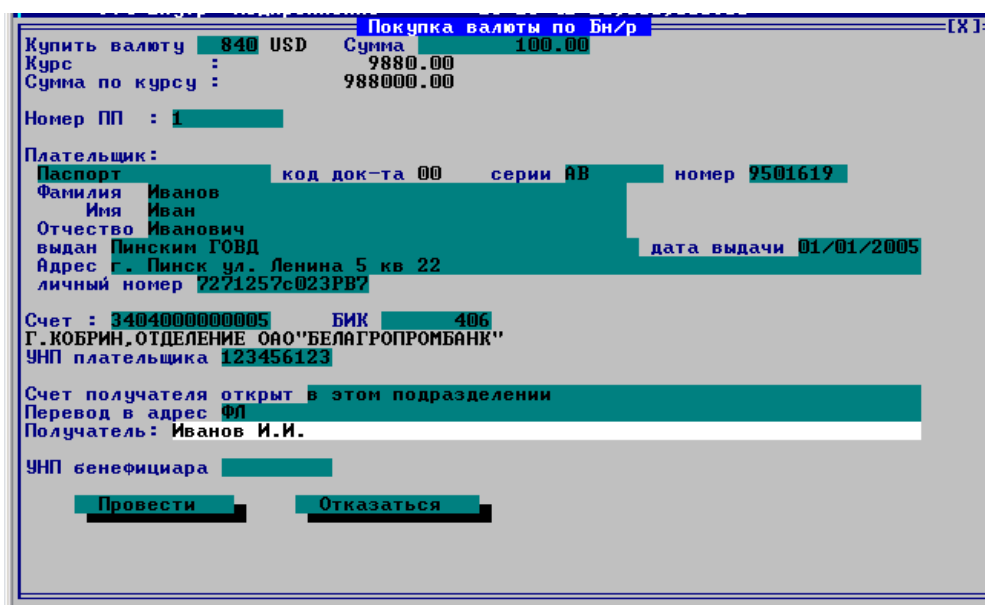 Покупка валюты по Бн/р [X]
Купить валюту 840 USD Сумма 100.00
Курс : 9880.00
Сумма по курсу : 988000.00
Номер ПП : 1
Плательщик:
Паспорт код док-та 00 серии АВ номер 9501619
Фамилия Иванов
Имя Иван
Отчество Иванович
выдан Пинским ГОВД дата выдачи 01/01/2005
Адрес г. Пинск ул. Ленина 5 кв 22
личный номер 7271257с023РВ7
Счет : 3404000000005 БИК 406
Г.КОБРИН,ОТДЕЛЕНИЕ ОАО"БЕЛАГРОПРОМБАНК"
УНП плательщика 123456123
Счет получателя открыт в этом подразделении
Перевод в адрес ФЛ
Получатель: Иванов И.И.
УНП бенефициара
Провести Отказаться